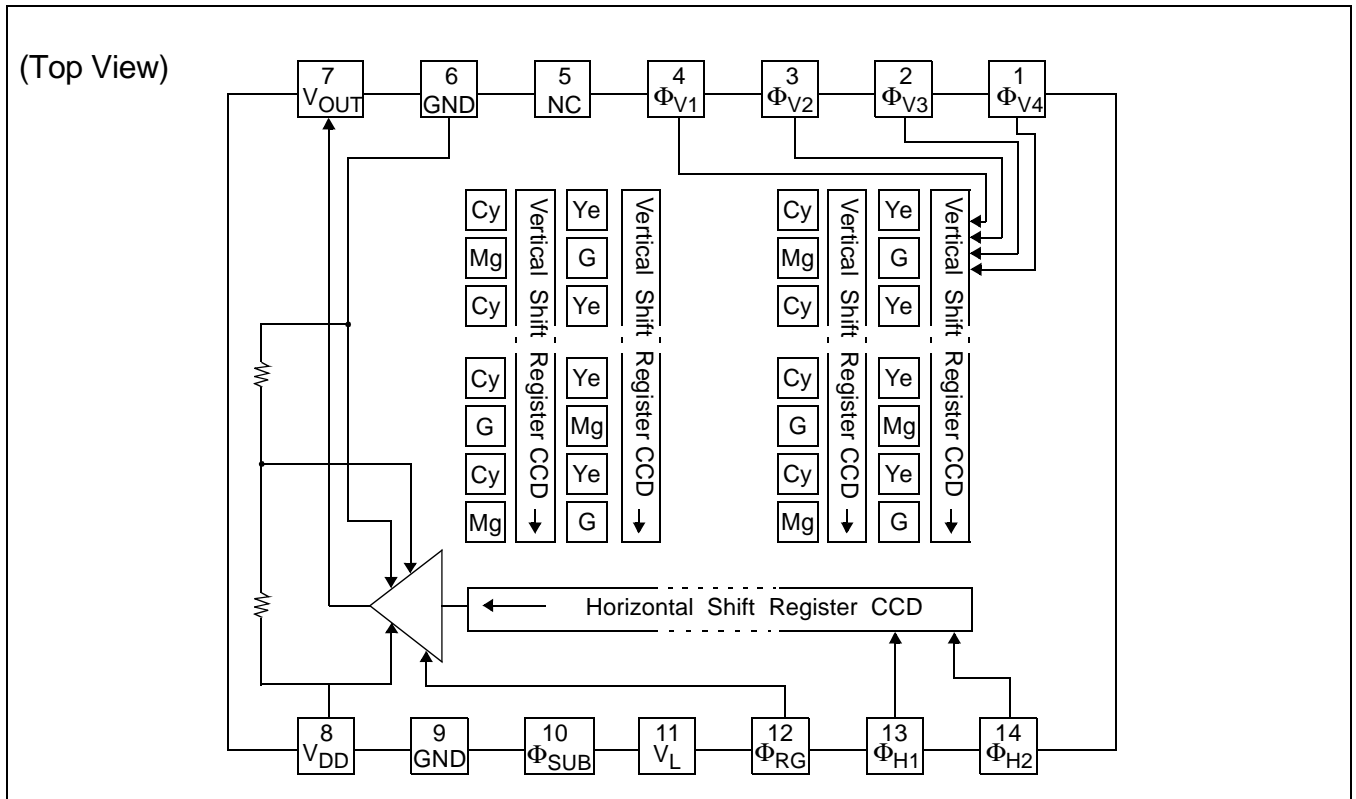 (Top View)
7 6 5 4 3 2 1
VOUT GND NC ΦV1 ΦV2 ΦV3 ΦV4
Cy Ye Cy Ye
Mg G Mg G
Cy Ye Cy Ye
Cy Ye Cy Ye
G Mg G Mg
Cy Ye Cy Ye
Mg G Mg G
Vertical Shift Register CCD
Vertical Shift Register CCD
Vertical Shift Register CCD
Vertical Shift Register CCD
Horizontal Shift Register CCD
8 9 10 11 12 13 14
VDD GND ΦSUB VL ΦRG ΦH1 ΦH2